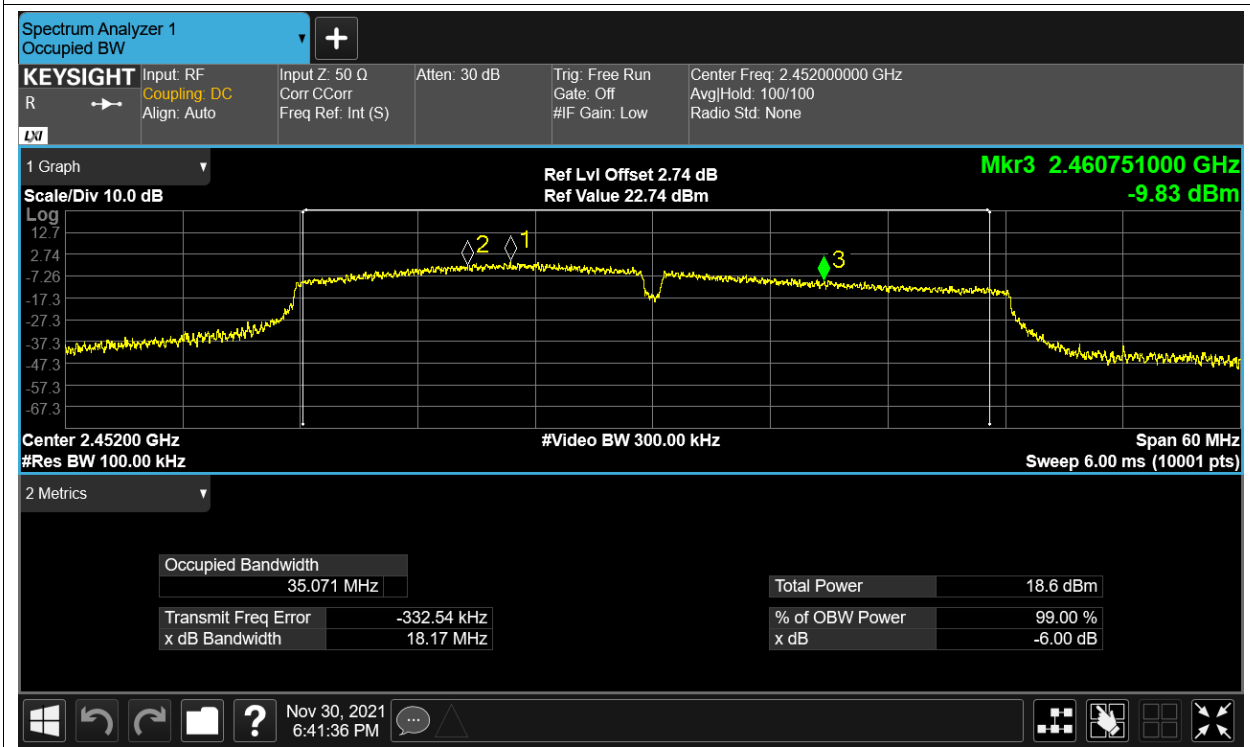 Spectrum Analyzer 1
Occupied BW
KEYSIGHT Input: RF Input Z: 50 Ω Atten: 30 dB Trig: Free Run Center Freq: 2.452000000 GHz
R Coupling: DC Corr CCorr Gate: Off Avg|Hold: 100/100
Align: Auto Freq Ref: Int (S) #IF Gain: Low Radio Std: None
LXI
1 Graph
Scale/Div 10.0 dB
Ref Lvl Offset 2.74 dB
Ref Value 22.74 dBm
Mkr3 2.460751000 GHz
-9.83 dBm
Log
12.7
2.74
-7.26
-17.3
-27.3
-37.3
-47.3
-57.3
-67.3
2 1
3
Center 2.45200 GHz #Video BW 300.00 kHz Span 60 MHz
#Res BW 100.00 kHz Sweep 6.00 ms (10001 pts)
2 Metrics
Occupied Bandwidth
35.071 MHz
Total Power 18.6 dBm
Transmit Freq Error -332.54 kHz % of OBW Power 99.00 %
x dB Bandwidth 18.17 MHz x dB -6.00 dB
Nov 30, 2021
6:41:36 PM